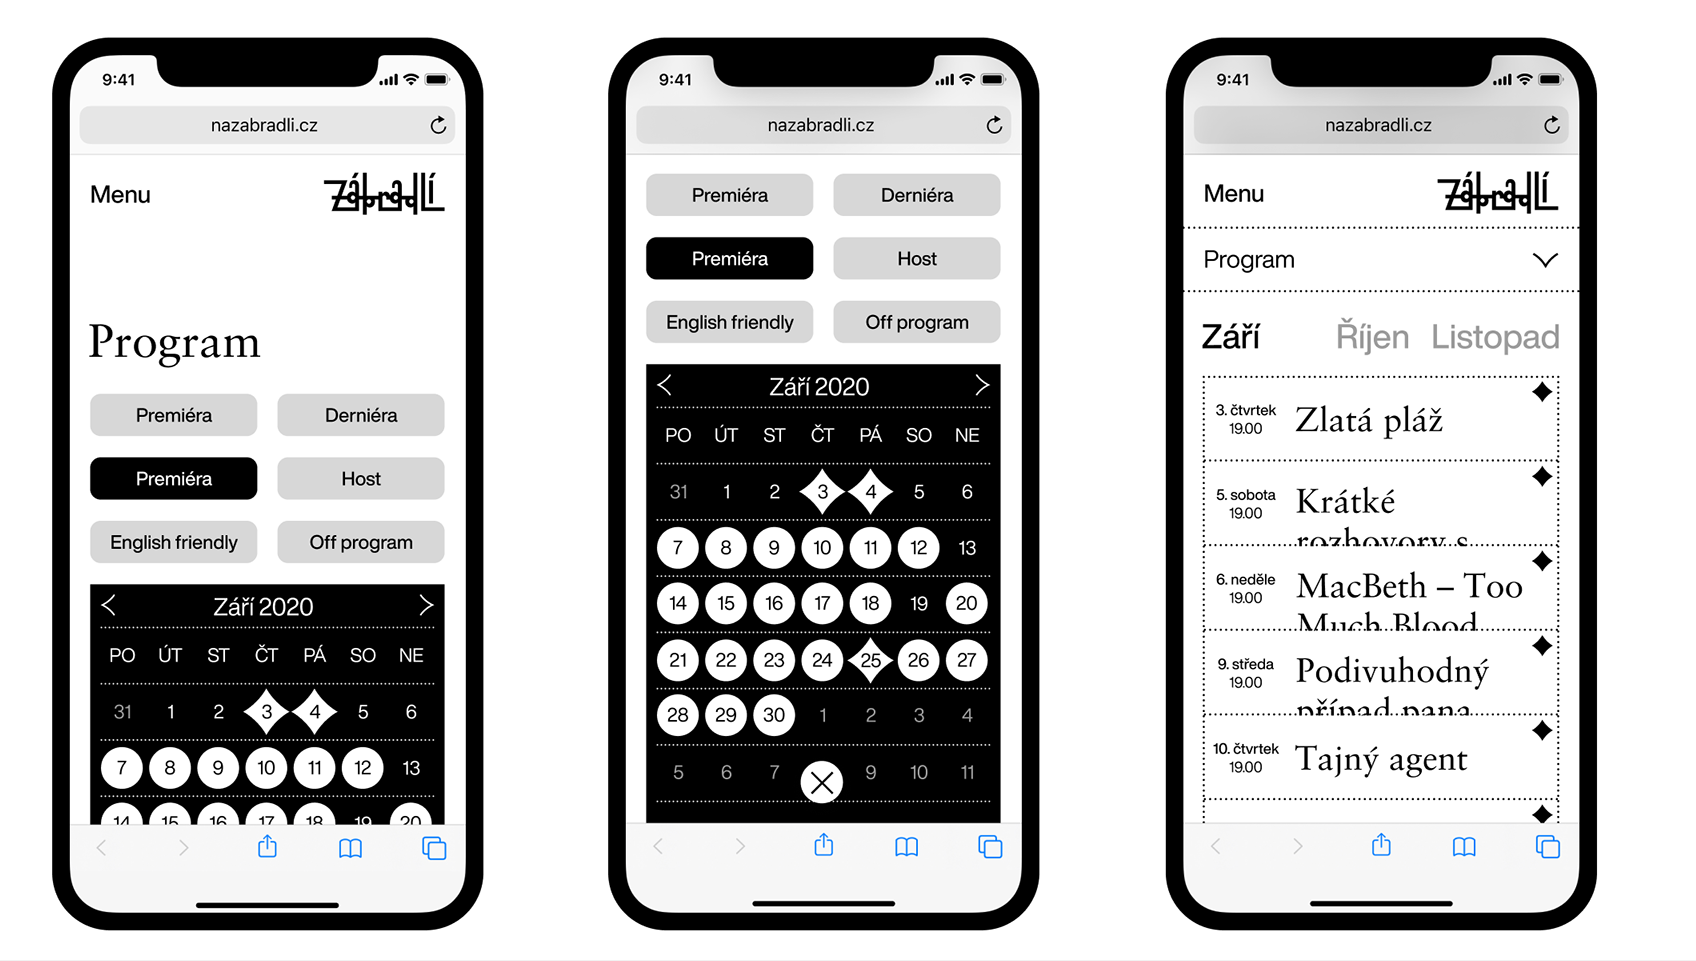 9:41
nazabradli.cz
Menu
Zábradlí
Program
Premiéra Derniéra
Premiéra Host
English friendly Off program
Září 2020
PO ÚT ST ČT PÁ SO NE
31 1 2 3 4 5 6
7 8 9 10 11 12 13
14 15 16 17 18 19 20
9:41
nazabradli.cz
Premiéra Derniéra
Premiéra Host
English friendly Off program
Září 2020
PO ÚT ST ČT PÁ SO NE
31 1 2 3 4 5 6
7 8 9 10 11 12 13
14 15 16 17 18 19 20
21 22 23 24 25 26 27
28 29 30 1 2 3 4
5 6 7 9 10 11
9:41
nazabradli.cz
Menu
Zábradlí
Program
Září Říjen Listopad
3. čtvrtek
19.00
Zlatá pláž
5. sobota
19.00
Krátké
rozhovory s
6. neděle
19.00
MacBeth – Too
Much Blood
9. středa
19.00
Podivuhodný
případ pana
10. čtvrtek
19.00
Tajný agent